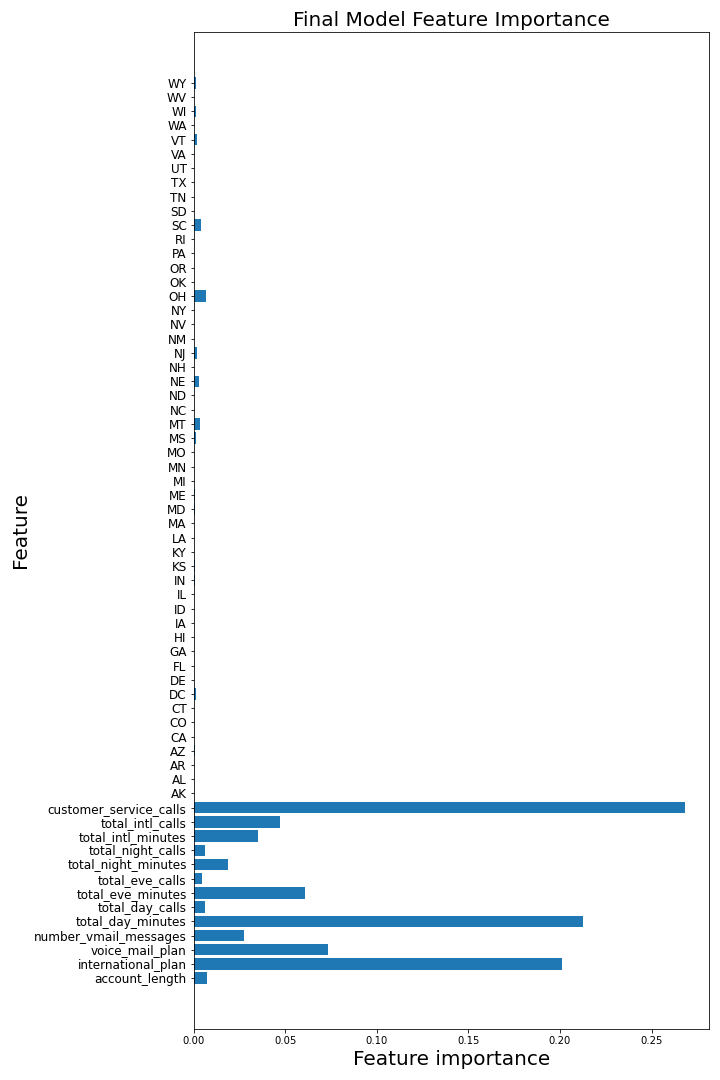 Final Model Feature Importance
WY
WV
WI
WA
VT
VA
UT
TX
TN
SD
SC
RI
PA
OR
OK
OH
NY
NV
NM
NJ
NH
NE
ND
NC
MT
MS
MO
MN
MI
ME
MD
MA
LA
KY
KS
IN
IL
ID
IA
HI
GA
FL
DE
DC
CT
CO
CA
AZ
AR
AL
AK
customer_service_calls
total_intl_calls
total_intl_minutes
total_night_calls
total_night_minutes
total_eve_calls
total_eve_minutes
total_day_calls
total_day_minutes
number_vmail_messages
voice_mail_plan
international_plan
account_length
Feature
0.00 0.05 0.10 0.15 0.20 0.25
Feature importance